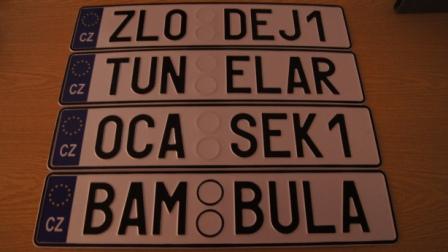 CZ ZLO DEJ1
CZ TUN ELAR
CZ OCA SEK1
CZ BAM BULA